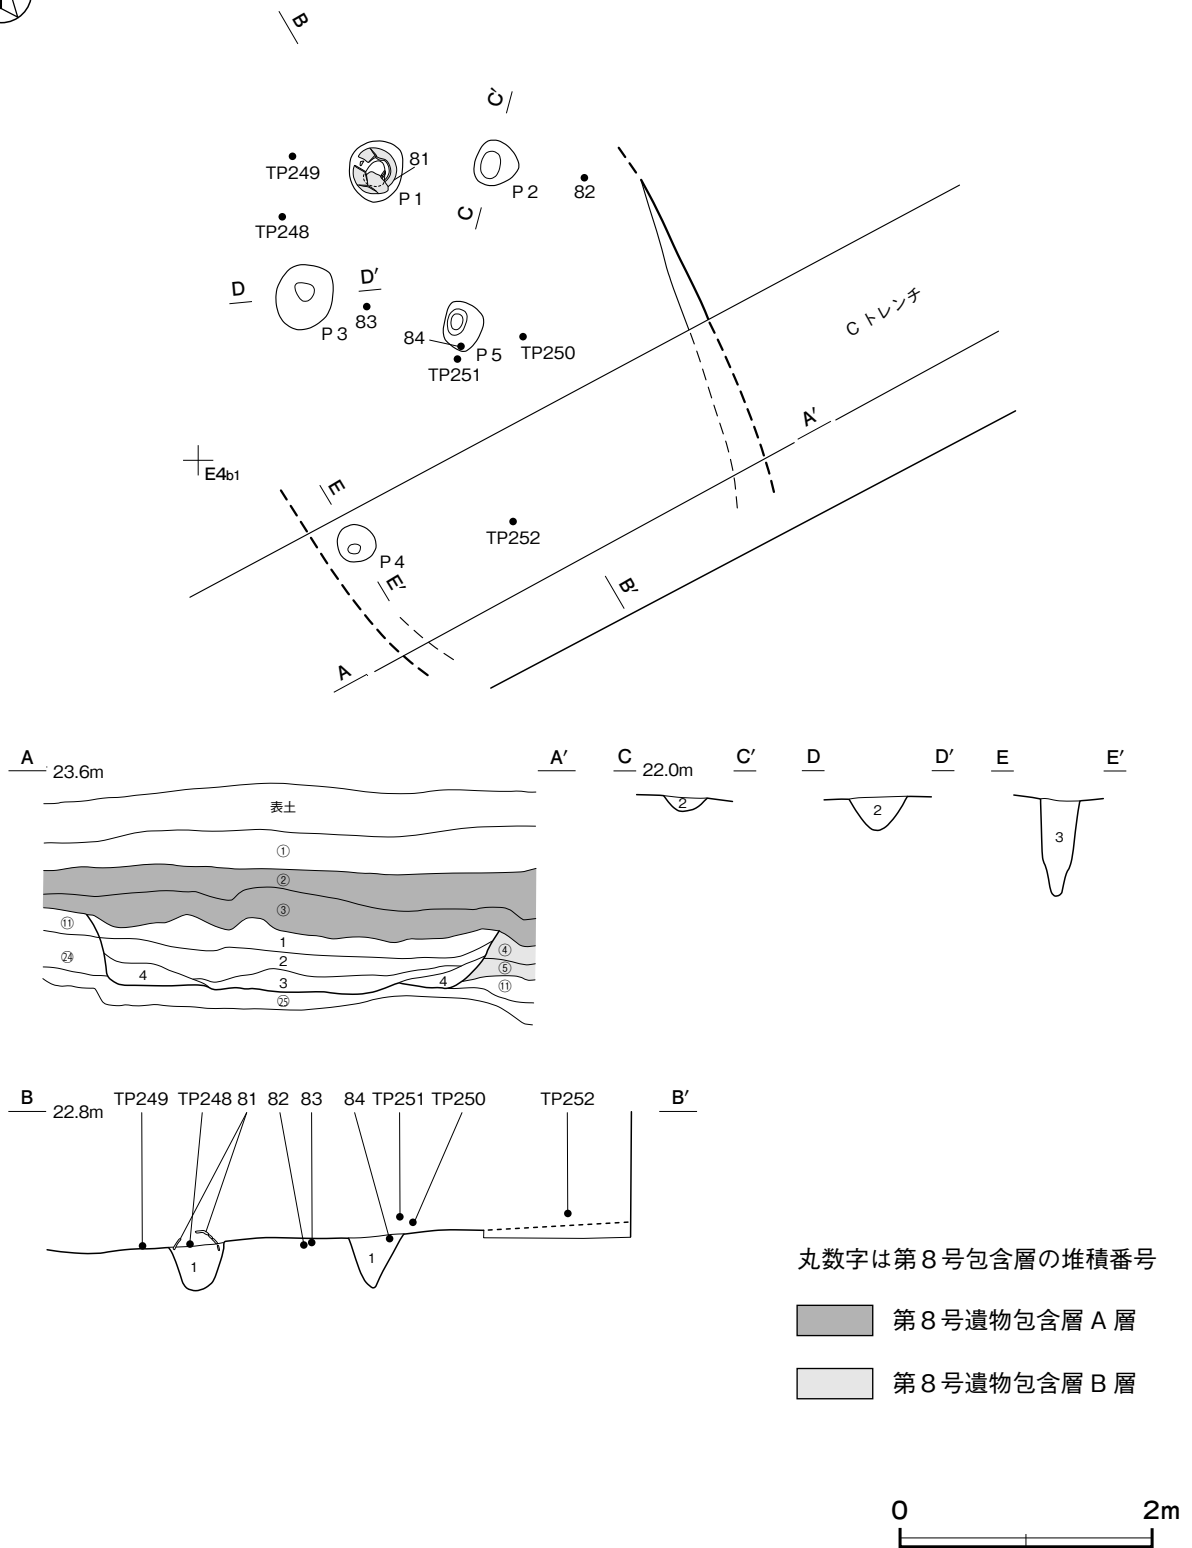 B
C′
TP249
81
P 1
P 2
82
C
TP248
D
D′
83
P 3
84
P 5
TP250
TP251
C トレンチ
A′
E4b1
E
TP252
P 4
E′
B′
A
A
23.6m
A′
C
22.0m
C′
D
D′
E
E′
表土
2
2
3
①
②
③
⑪
1
④
㉔
2
⑤
4
3
4
⑪
㉕
B
22.8m
TP249 TP248 81 82 83 84 TP251 TP250 TP252
B′
1
1
丸数字は第８号包含層の堆積番号
第８号遺物包含層 A 層
第８号遺物包含層 B 層
0 2m